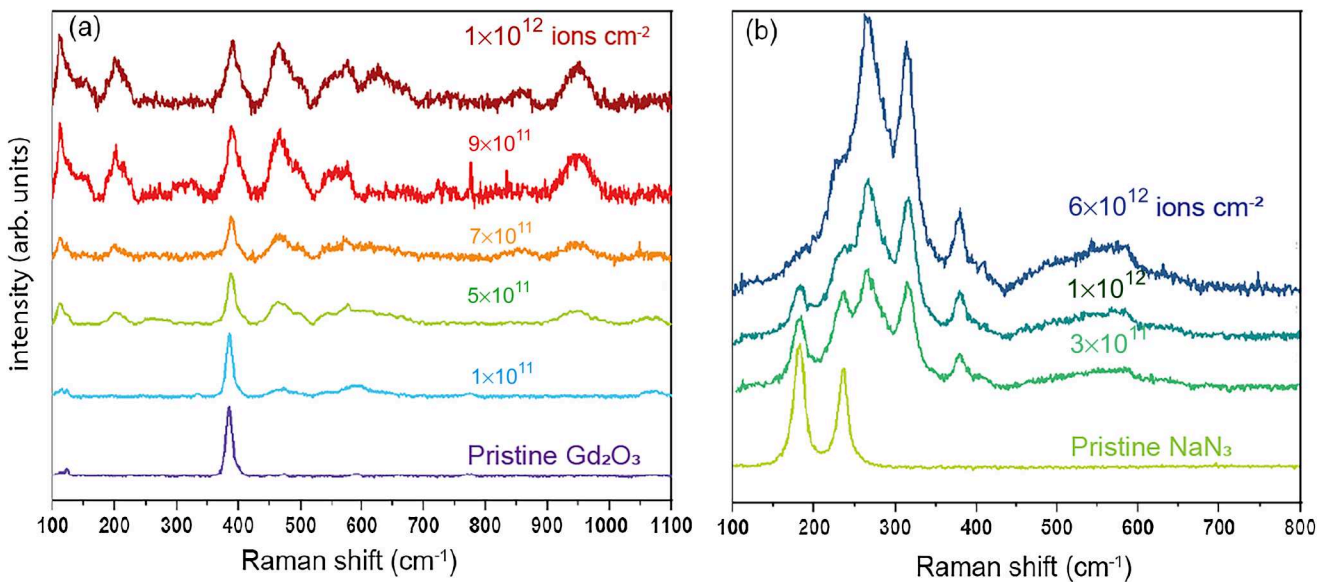 (a)
1×10¹² ions cm⁻²
9×10¹¹
7×10¹¹
5×10¹¹
1×10¹¹
Pristine Gd₂O₃
intensity (arb. units)
100 200 300 400 500 600 700 800 900 1000 1100
Raman shift (cm⁻¹)
(b)
6×10¹² ions cm⁻²
1×10¹²
3×10¹¹
Pristine NaN₃
100 200 300 400 500 600 700 800
Raman shift (cm⁻¹)